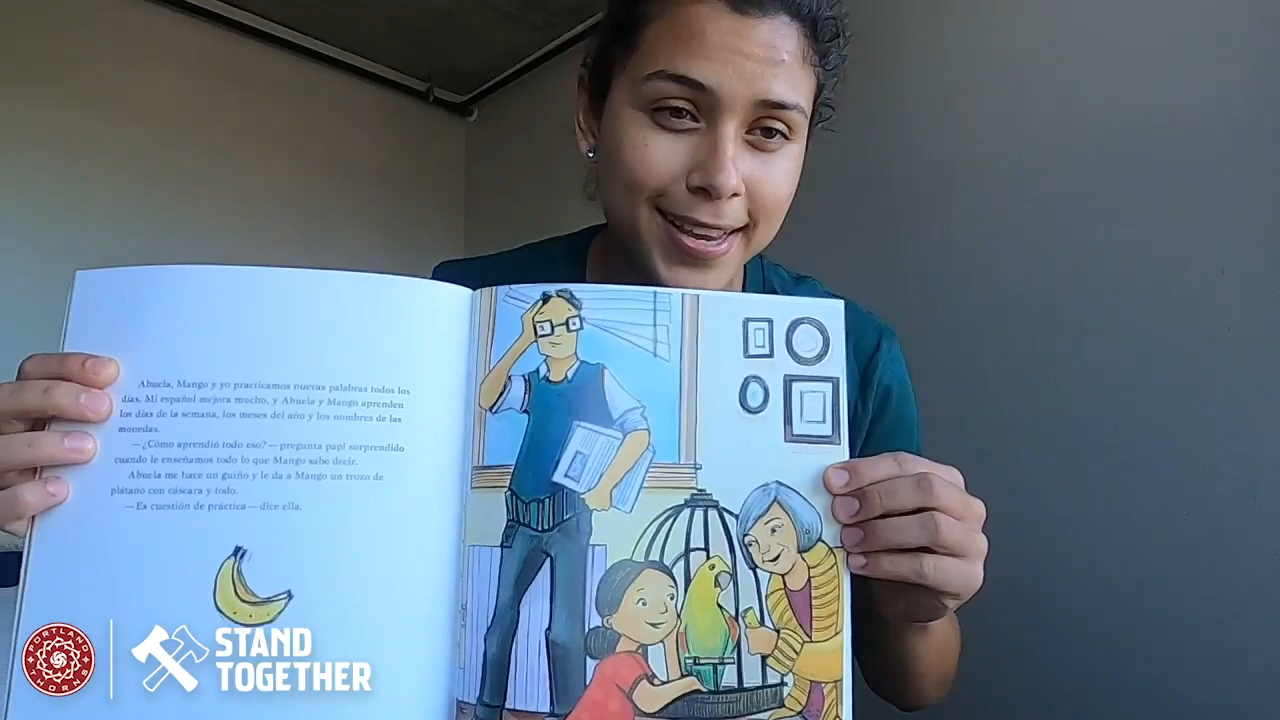 Abuela, Mango y yo practicamos nuevas palabras todos los
días. Mi español mejora mucho, y Abuela y Mango aprenden
los días de la semana, los meses del año y los nombres de las
monedas.
—¿Cómo aprendió todo eso?—pregunta papi sorprendido
cuando le enseñamos todo lo que Mango sabe decir.
Abuela me hace un guiño y le da a Mango un trozo de
plátano con cáscara y todo.
—Es cuestión de práctica—dice ella.
PORTLAND
THORNS
STAND
TOGETHER